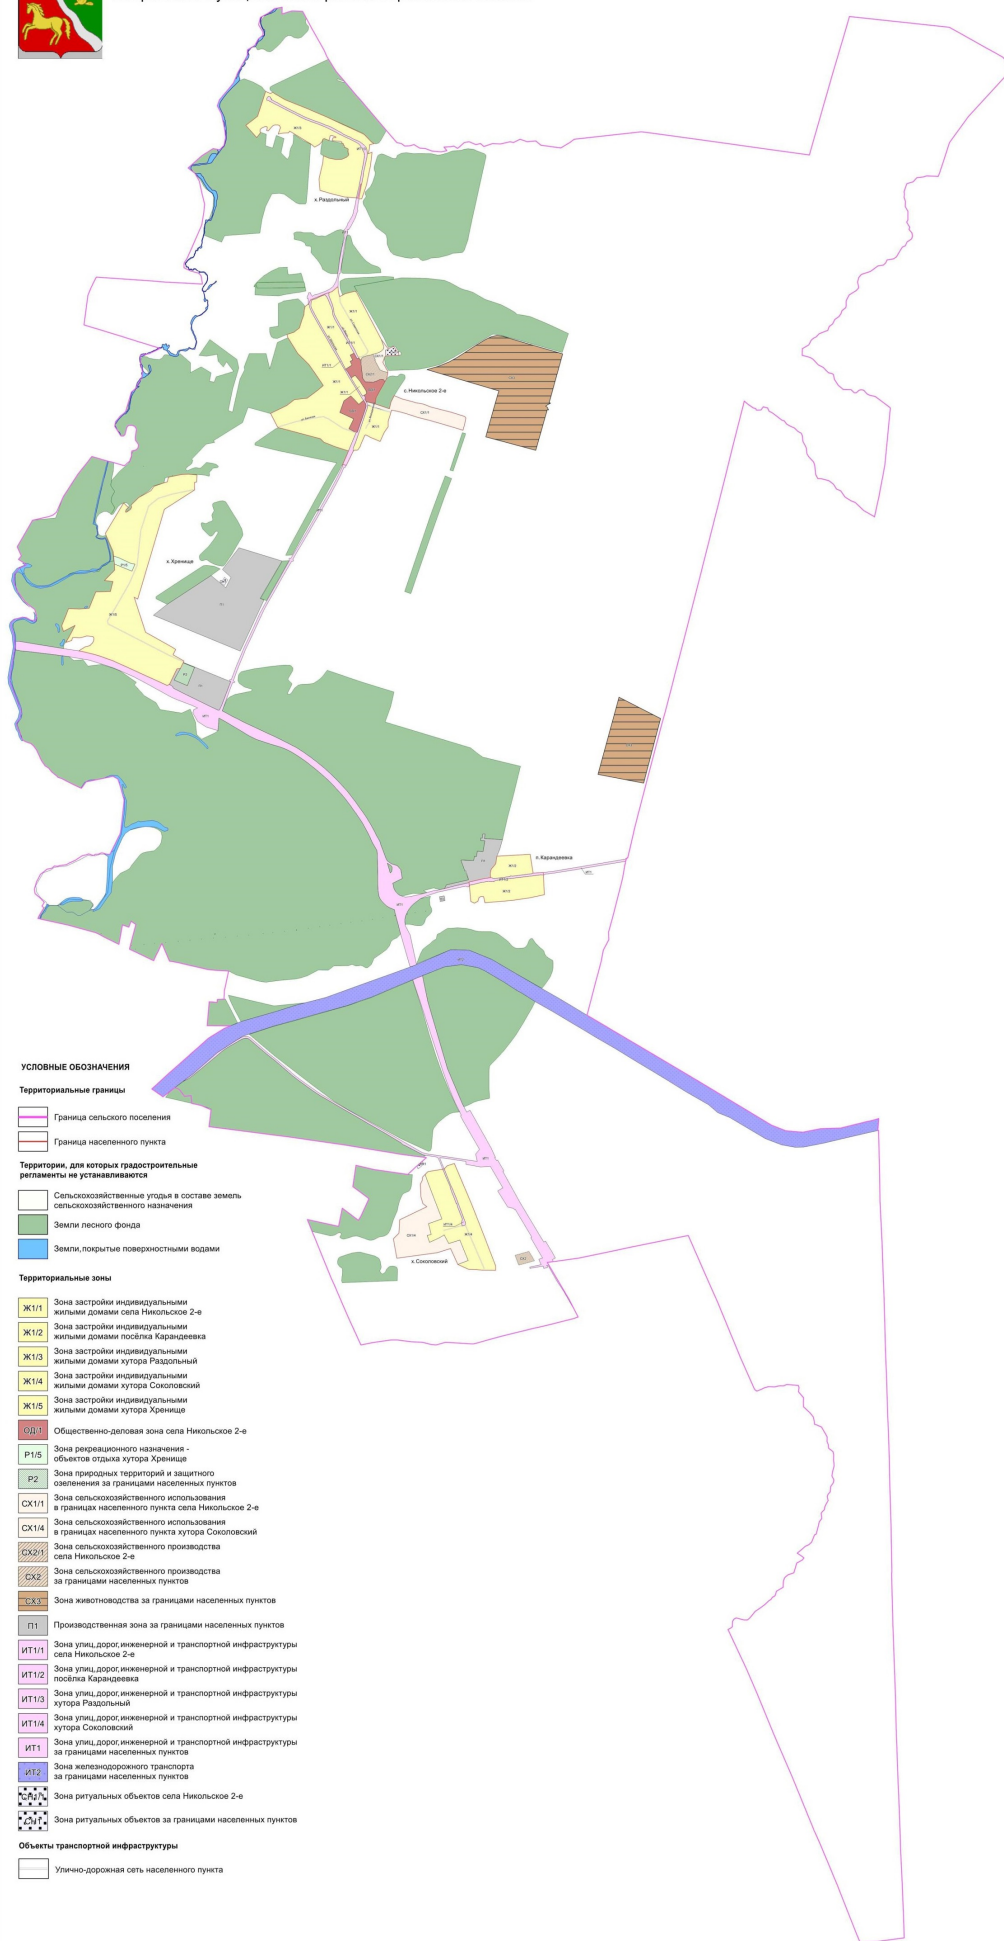 х.Раздольный
с.Никольское 2-е
х.Хренище
п.Карандеевка
х.Соколовский
УСЛОВНЫЕ ОБОЗНАЧЕНИЯ
Территориальные границы
Граница сельского поселения
Граница населенного пункта
Территории, для которых градостроительные
регламенты не устанавливаются
Сельскохозяйственные угодья в составе земель
сельскохозяйственного назначения
Земли лесного фонда
Земли,покрытые поверхностными водами
Территориальные зоны
Ж1/1 Зона застройки индивидуальными
жилыми домами села Никольское 2-е
Ж1/2 Зона застройки индивидуальными
жилыми домами посёлка Карандеевка
Ж1/3 Зона застройки индивидуальными
жилыми домами хутора Раздольный
Ж1/4 Зона застройки индивидуальными
жилыми домами хутора Соколовский
Ж1/5 Зона застройки индивидуальными
жилыми домами хутора Хренище
ОД/1 Общественно-деловая зона села Никольское 2-е
Р1/5 Зона рекреационного назначения -
объектов отдыха хутора Хренище
Р2 Зона природных территорий и защитного
озеленения за границами населенных пунктов
СХ1/1 Зона сельскохозяйственного использования
в границах населенного пункта села Никольское 2-е
СХ1/4 Зона сельскохозяйственного использования
в границах населенного пункта хутора Соколовский
СХ2/1 Зона сельскохозяйственного производства
села Никольское 2-е
СХ2 Зона сельскохозяйственного производства
за границами населенных пунктов
СХ3 Зона животноводства за границами населенных пунктов
П1 Производственная зона за границами населенных пунктов
ИТ1/1 Зона улиц,дорог,инженерной и транспортной инфраструктуры
села Никольское 2-е
ИТ1/2 Зона улиц,дорог,инженерной и транспортной инфраструктуры
посёлка Карандеевка
ИТ1/3 Зона улиц,дорог,инженерной и транспортной инфраструктуры
хутора Раздольный
ИТ1/4 Зона улиц,дорог,инженерной и транспортной инфраструктуры
хутора Соколовский
ИТ1 Зона улиц,дорог,инженерной и транспортной инфраструктуры
за границами населенных пунктов
ИТ2 Зона железнодорожного транспорта
за границами населенных пунктов
СН1/1 Зона ритуальных объектов села Никольское 2-е
СН1 Зона ритуальных объектов за границами населенных пунктов
Объекты транспортной инфраструктуры
Улично-дорожная сеть населенного пункта